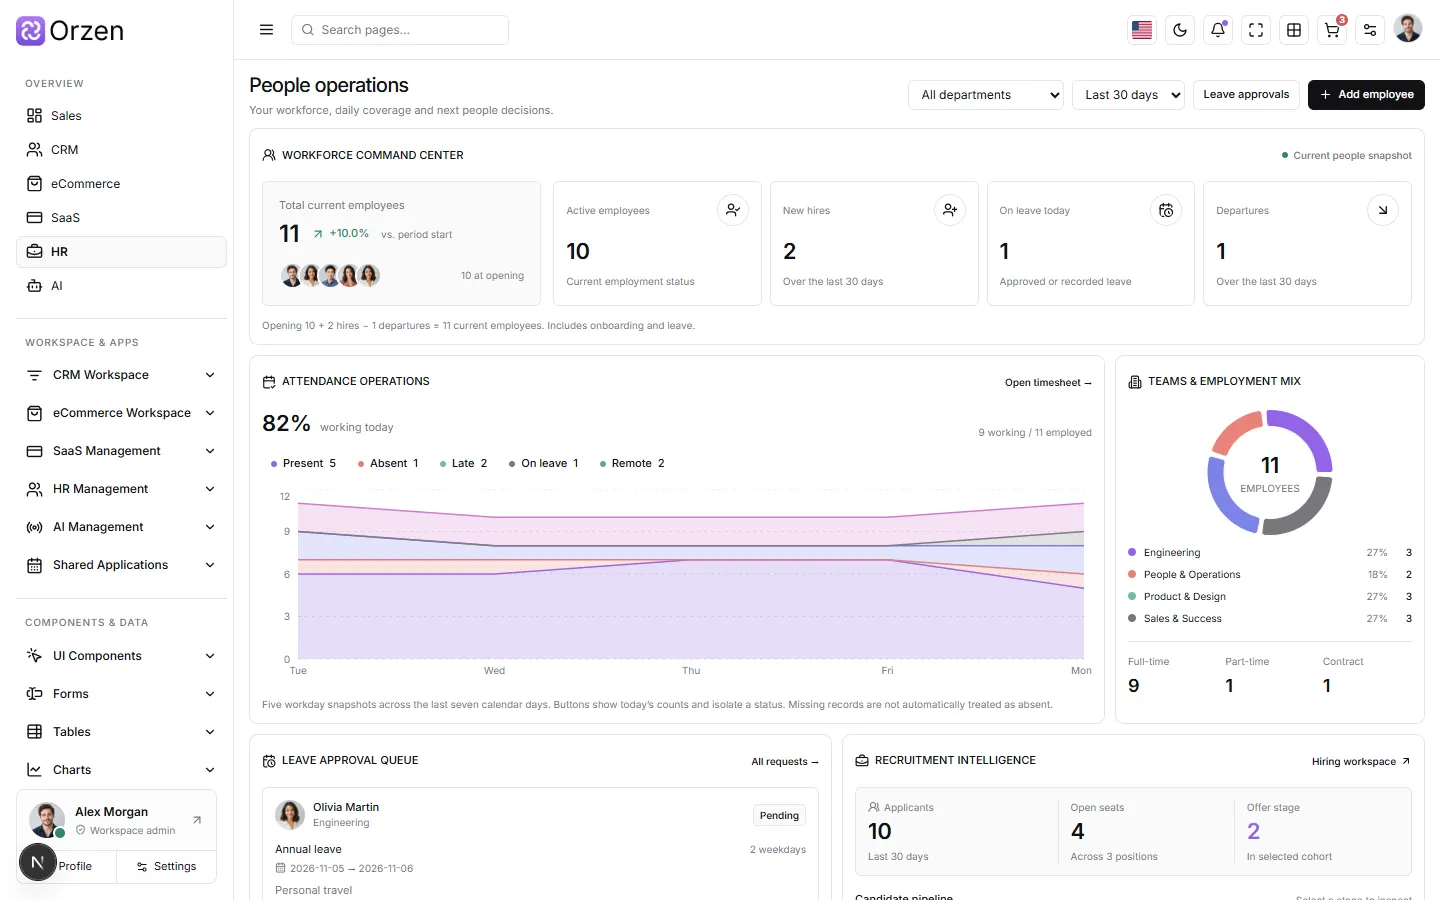 Orzen
Search pages...
3
OVERVIEW
Sales
CRM
eCommerce
SaaS
HR
AI
WORKSPACE & APPS
CRM Workspace
eCommerce Workspace
SaaS Management
HR Management
AI Management
Shared Applications
COMPONENTS & DATA
UI Components
Forms
Tables
Charts
Alex Morgan
Workspace admin
N
Profile
Settings
People operations
Your workforce, daily coverage and next people decisions.
All departments
Last 30 days
Leave approvals
Add employee
WORKFORCE COMMAND CENTER
Current people snapshot
Total current employees
11 +10.0% vs. period start
10 at opening
Active employees
10
Current employment status
New hires
2
Over the last 30 days
On leave today
1
Approved or recorded leave
Departures
1
Over the last 30 days
Opening 10 + 2 hires − 1 departures = 11 current employees. Includes onboarding and leave.
ATTENDANCE OPERATIONS
Open timesheet →
82% working today
9 working / 11 employed
Present 5 Absent 1 Late 2 On leave 1 Remote 2
12
9
6
3
0
Tue Wed Thu Fri Mon
Five workday snapshots across the last seven calendar days. Buttons show today's counts and isolate a status. Missing records are not automatically treated as absent.
TEAMS & EMPLOYMENT MIX
11
EMPLOYEES
Engineering 27% 3
People & Operations 18% 2
Product & Design 27% 3
Sales & Success 27% 3
Full-time Part-time Contract
9 1 1
LEAVE APPROVAL QUEUE
All requests →
Olivia Martin
Engineering
Pending
Annual leave
2 weekdays
2026-11-05 → 2026-11-06
Personal travel
RECRUITMENT INTELLIGENCE
Hiring workspace
Applicants
10
Last 30 days
Open seats
4
Across 3 positions
Offer stage
2
In selected cohort
Candidate pipeline
Select a stage to inspect